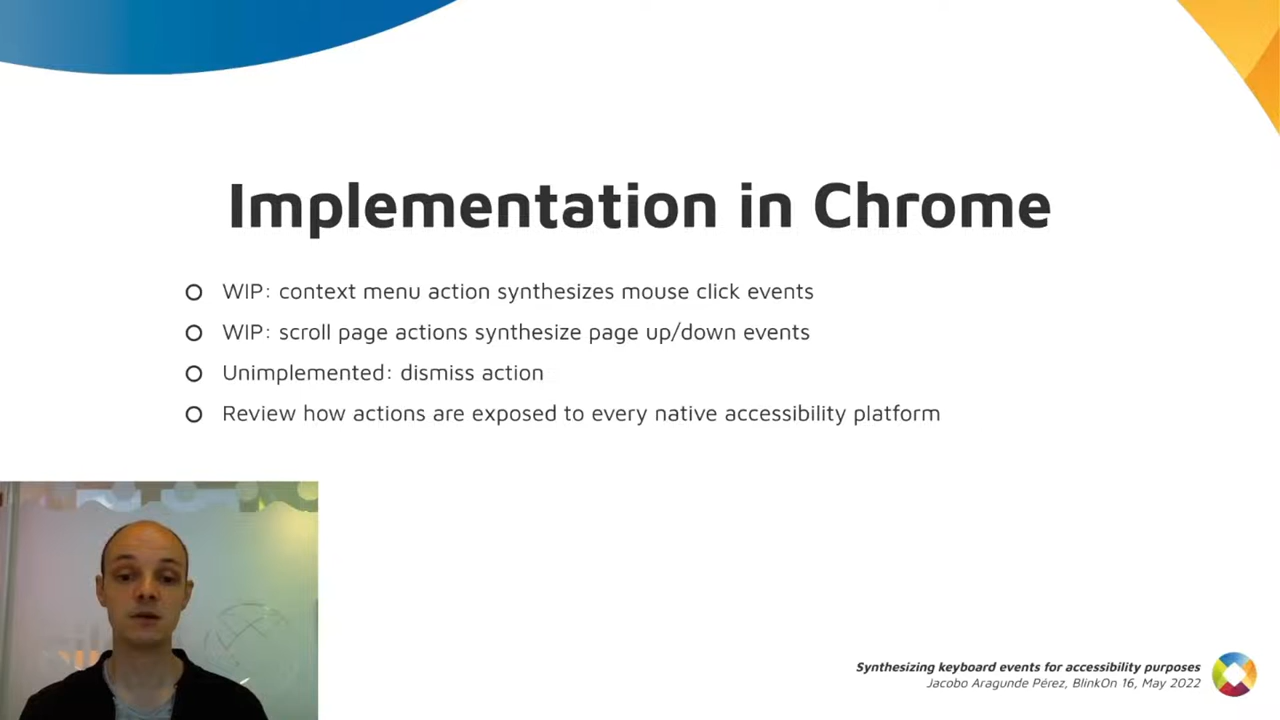 Implementation in Chrome
WIP: context menu action synthesizes mouse click events
WIP: scroll page actions synthesize page up/down events
Unimplemented: dismiss action
Review how actions are exposed to every native accessibility platform
Synthesizing keyboard events for accessibility purposes
Jacobo Aragunde Pérez, BlinkOn 16, May 2022